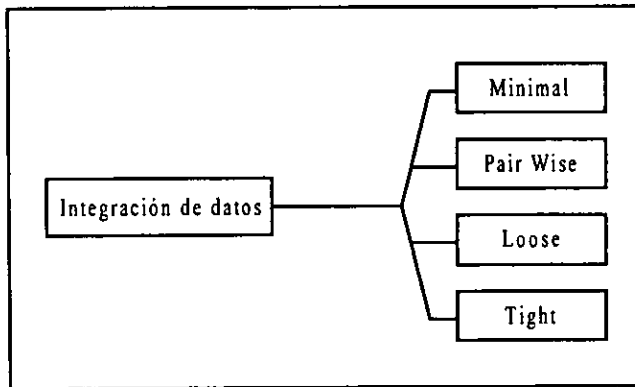 Minimal
Pair Wise
Integración de datos
Loose
Tight